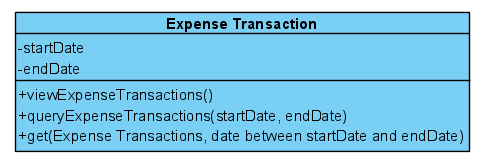 Expense Transaction
-startDate
-endDate
+viewExpenseTransactions()
+queryExpenseTransactions(startDate, endDate)
+get(Expense Transactions, date between startDate and endDate)